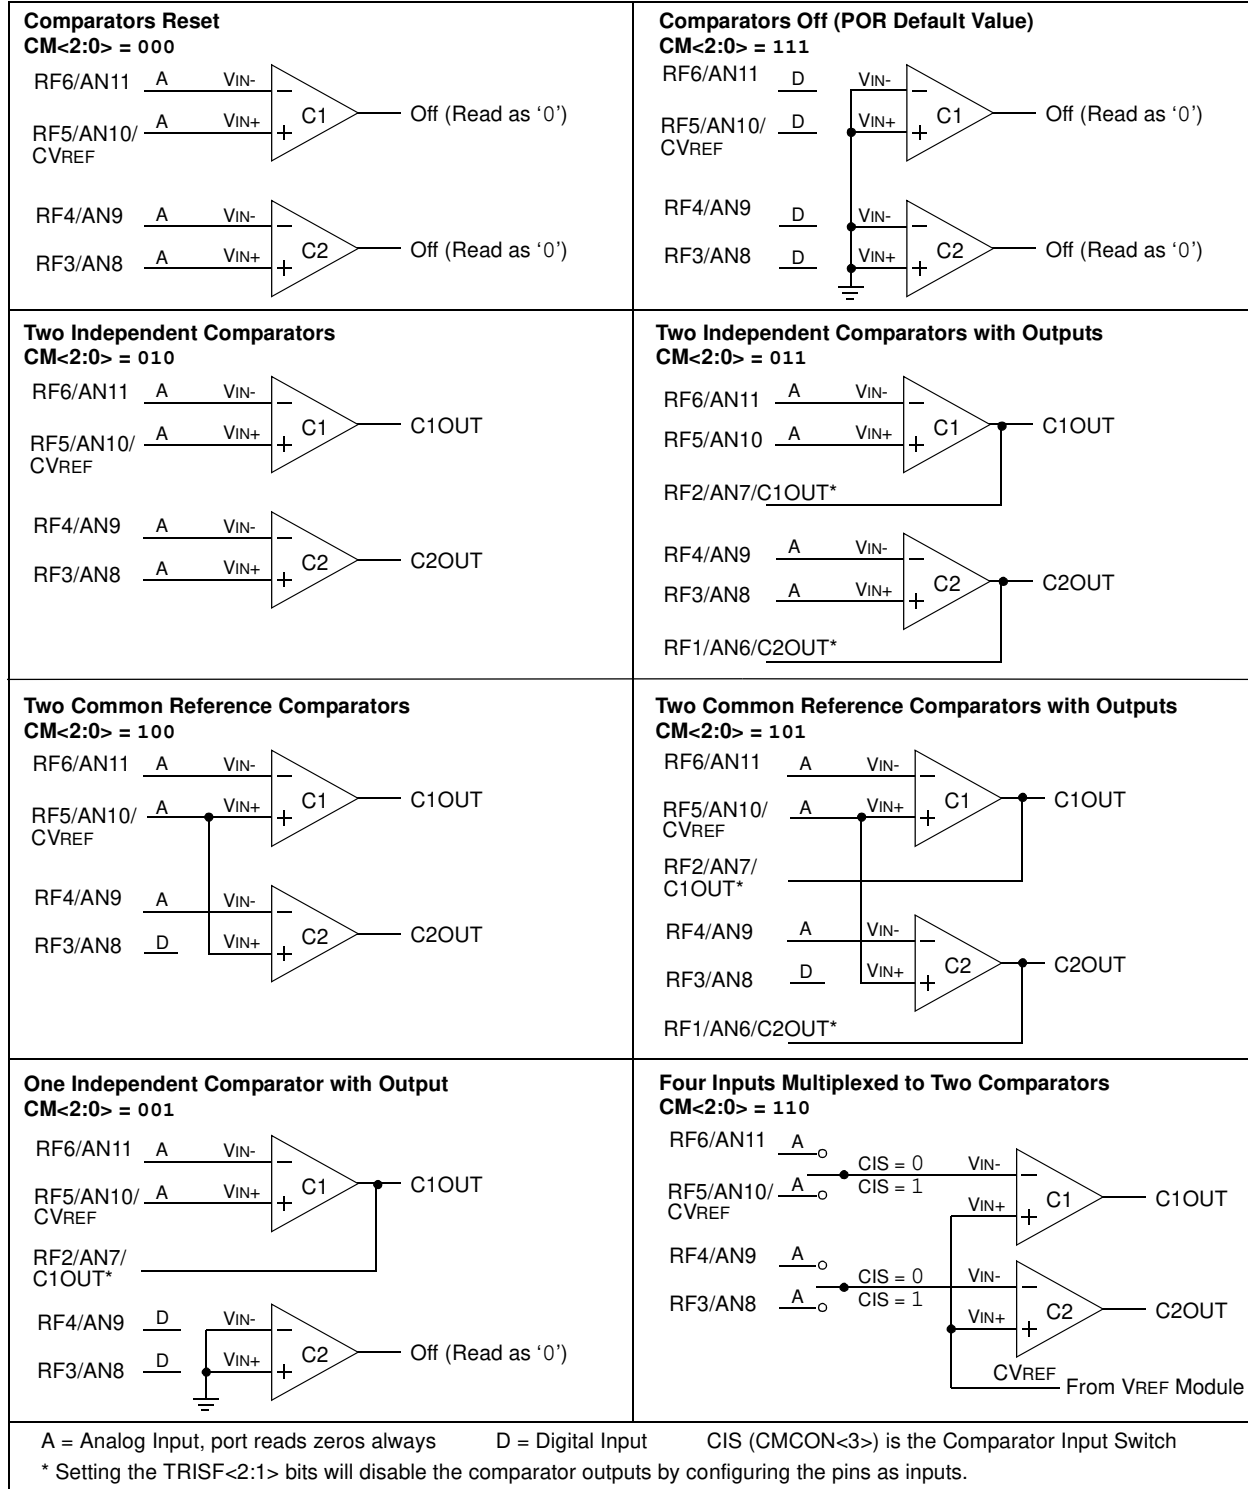 Comparators Reset
CM<2:0> = 000
RF6/AN11 A VIN-
C1 Off (Read as ‘0’)
RF5/AN10/ A VIN+
CVREF
RF4/AN9 A VIN-
C2 Off (Read as ‘0’)
RF3/AN8 A VIN+
Comparators Off (POR Default Value)
CM<2:0> = 111
RF6/AN11 D VIN-
C1 Off (Read as ‘0’)
RF5/AN10/ D VIN+
CVREF
RF4/AN9 D VIN-
C2 Off (Read as ‘0’)
RF3/AN8 D VIN+
Two Independent Comparators
CM<2:0> = 010
RF6/AN11 A VIN-
C1 C1OUT
RF5/AN10/ A VIN+
CVREF
RF4/AN9 A VIN-
C2 C2OUT
RF3/AN8 A VIN+
Two Independent Comparators with Outputs
CM<2:0> = 011
RF6/AN11 A VIN-
C1 C1OUT
RF5/AN10 A VIN+
RF2/AN7/C1OUT*
RF4/AN9 A VIN-
C2 C2OUT
RF3/AN8 A VIN+
RF1/AN6/C2OUT*
Two Common Reference Comparators
CM<2:0> = 100
RF6/AN11 A VIN-
C1 C1OUT
RF5/AN10/ A VIN+
CVREF
RF4/AN9 A VIN-
C2 C2OUT
RF3/AN8 D VIN+
Two Common Reference Comparators with Outputs
CM<2:0> = 101
RF6/AN11 A VIN-
C1 C1OUT
RF5/AN10/ A VIN+
CVREF
RF2/AN7/
C1OUT*
RF4/AN9 A VIN-
C2 C2OUT
RF3/AN8 D VIN+
RF1/AN6/C2OUT*
One Independent Comparator with Output
CM<2:0> = 001
RF6/AN11 A VIN-
C1 C1OUT
RF5/AN10/ A VIN+
CVREF
RF2/AN7/
C1OUT*
RF4/AN9 D VIN-
C2 Off (Read as ‘0’)
RF3/AN8 D VIN+
Four Inputs Multiplexed to Two Comparators
CM<2:0> = 110
RF6/AN11 A
CIS = 0 VIN-
RF5/AN10/ A CIS = 1
CVREF
VIN+ C1 C1OUT
RF4/AN9 A
CIS = 0 VIN-
RF3/AN8 A CIS = 1
VIN+ C2 C2OUT
CVREF
From VREF Module
A = Analog Input, port reads zeros always D = Digital Input CIS (CMCON<3>) is the Comparator Input Switch
* Setting the TRISF<2:1> bits will disable the comparator outputs by configuring the pins as inputs.